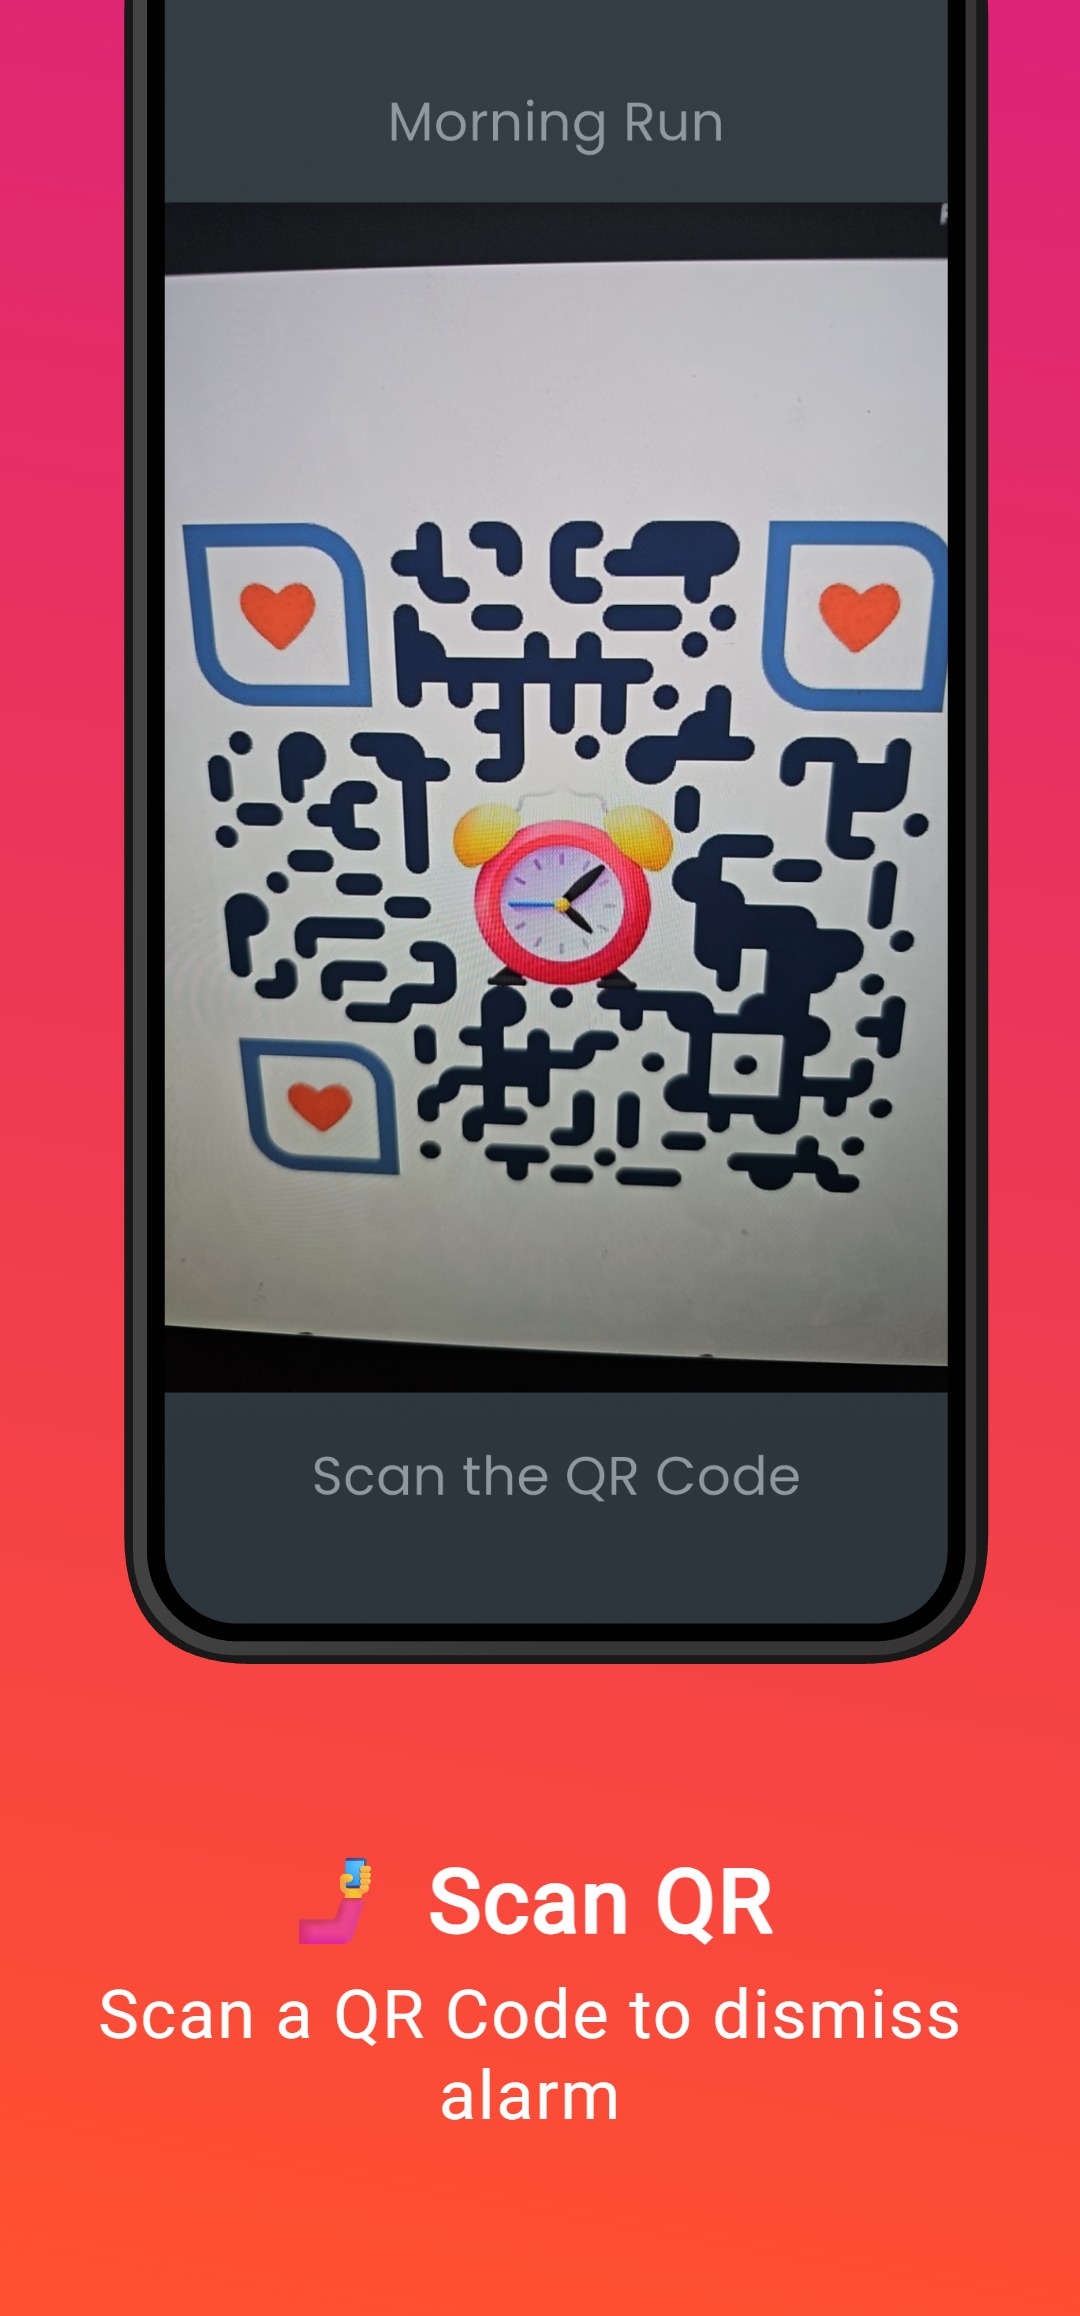 Morning Run
Scan the QR Code
Scan QR
Scan a QR Code to dismiss
alarm